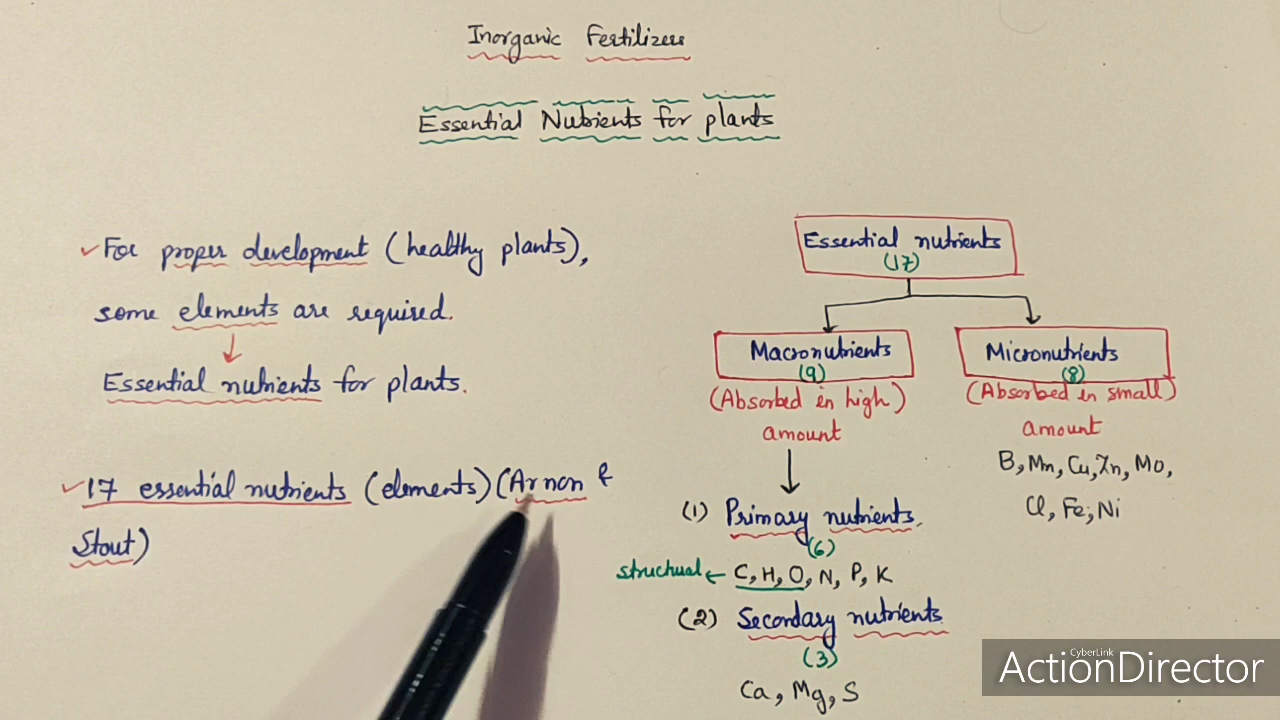 Inorganic Fertilizers
Essential Nutrients for plants
✓For proper development (healthy plants),
some elements are required.
Essential nutrients for plants.
✓17 essential nutrients (elements) (Arnon &
Stout)
Essential nutrients
(17)
Macronutrients
(9)
(Absorbed in high)
amount
(1) Primary nutrients.
(6)
structual ← C, H, O, N, P, K
(2) Secondary nutrients.
(3)
Ca, Mg, S
Micronutrients
(8)
(Absorbed in small)
amount
B, Mn, Cu, Zn, Mo,
Cl, Fe, Ni
CyberLink
ActionDirector